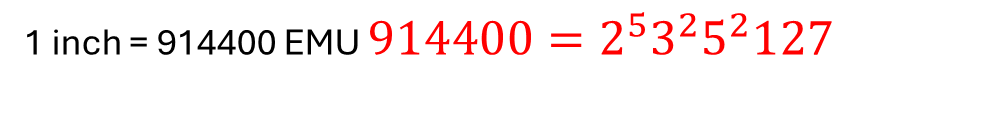 1 inch = 914400 EMU 914400 = 2⁵3²5²127